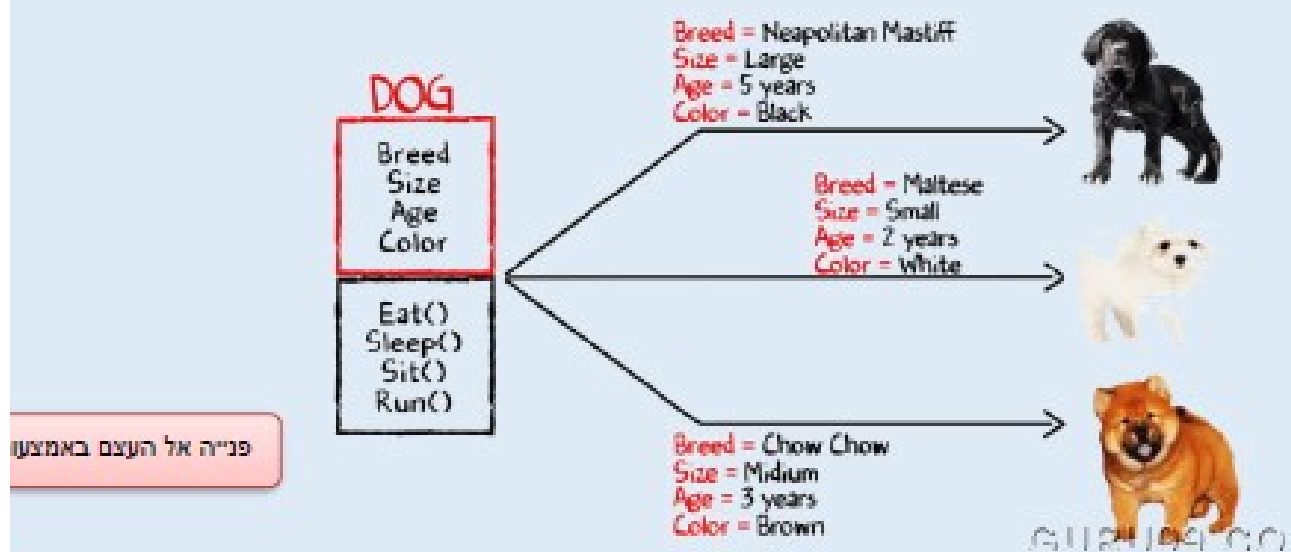 DOG
Breed
Size
Age
Color
Eat()
Sleep()
Sit()
Run()
Breed = Neapolitan Mastiff
Size = Large
Age = 5 years
Color = Black
Breed = Maltese
Size = Small
Age = 2 years
Color = White
Breed = Chow Chow
Size = Midium
Age = 3 years
Color = Brown
פנייה אל העצם